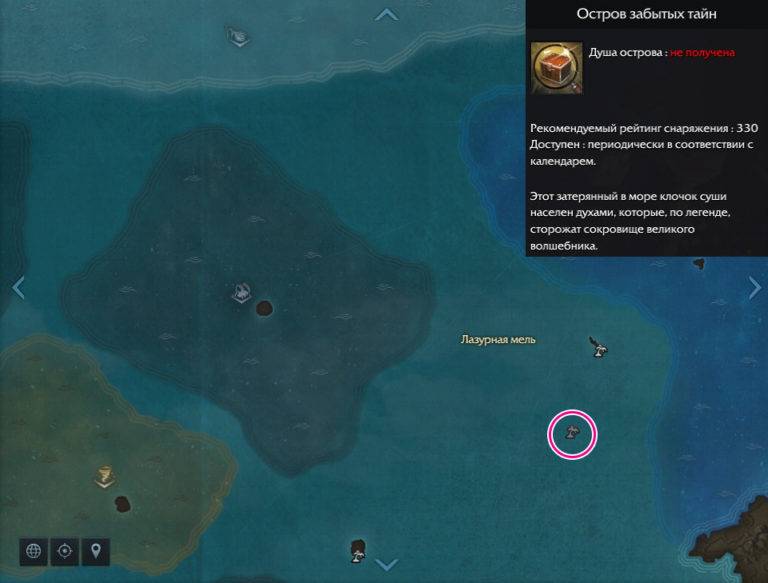 Остров забытых тайн
Душа острова : не получена
Рекомендуемый рейтинг снаряжения : 330
Доступен : периодически в соответствии с
календарем.
Этот затерянный в море клочок суши
населен духами, которые, по легенде,
сторожат сокровище великого
волшебника.
Лазурная мель